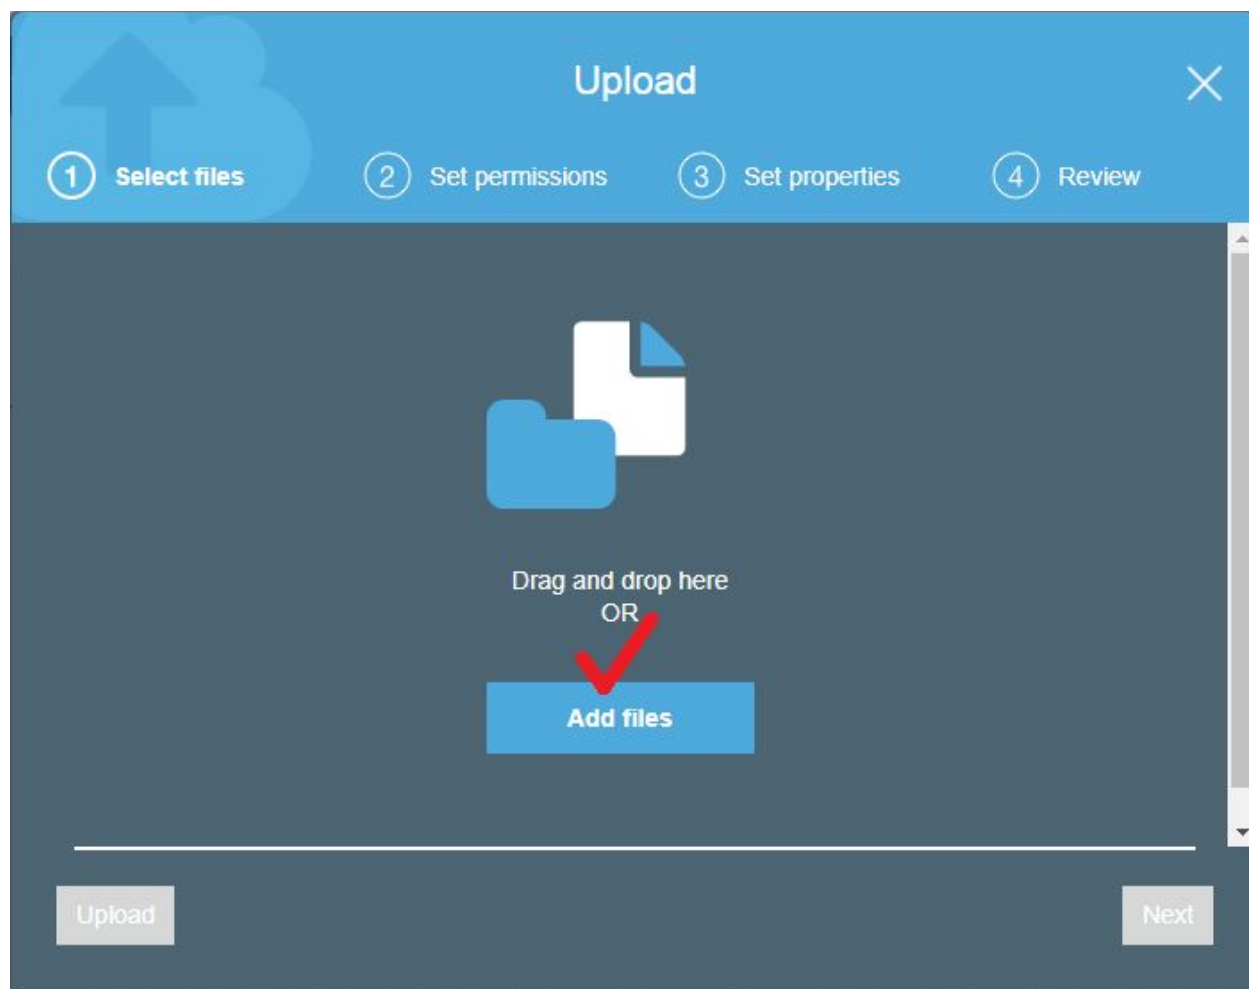 Upload
1 Select files
2 Set permissions
3 Set properties
4 Review
Drag and drop here
OR
Add files
Upload
Next